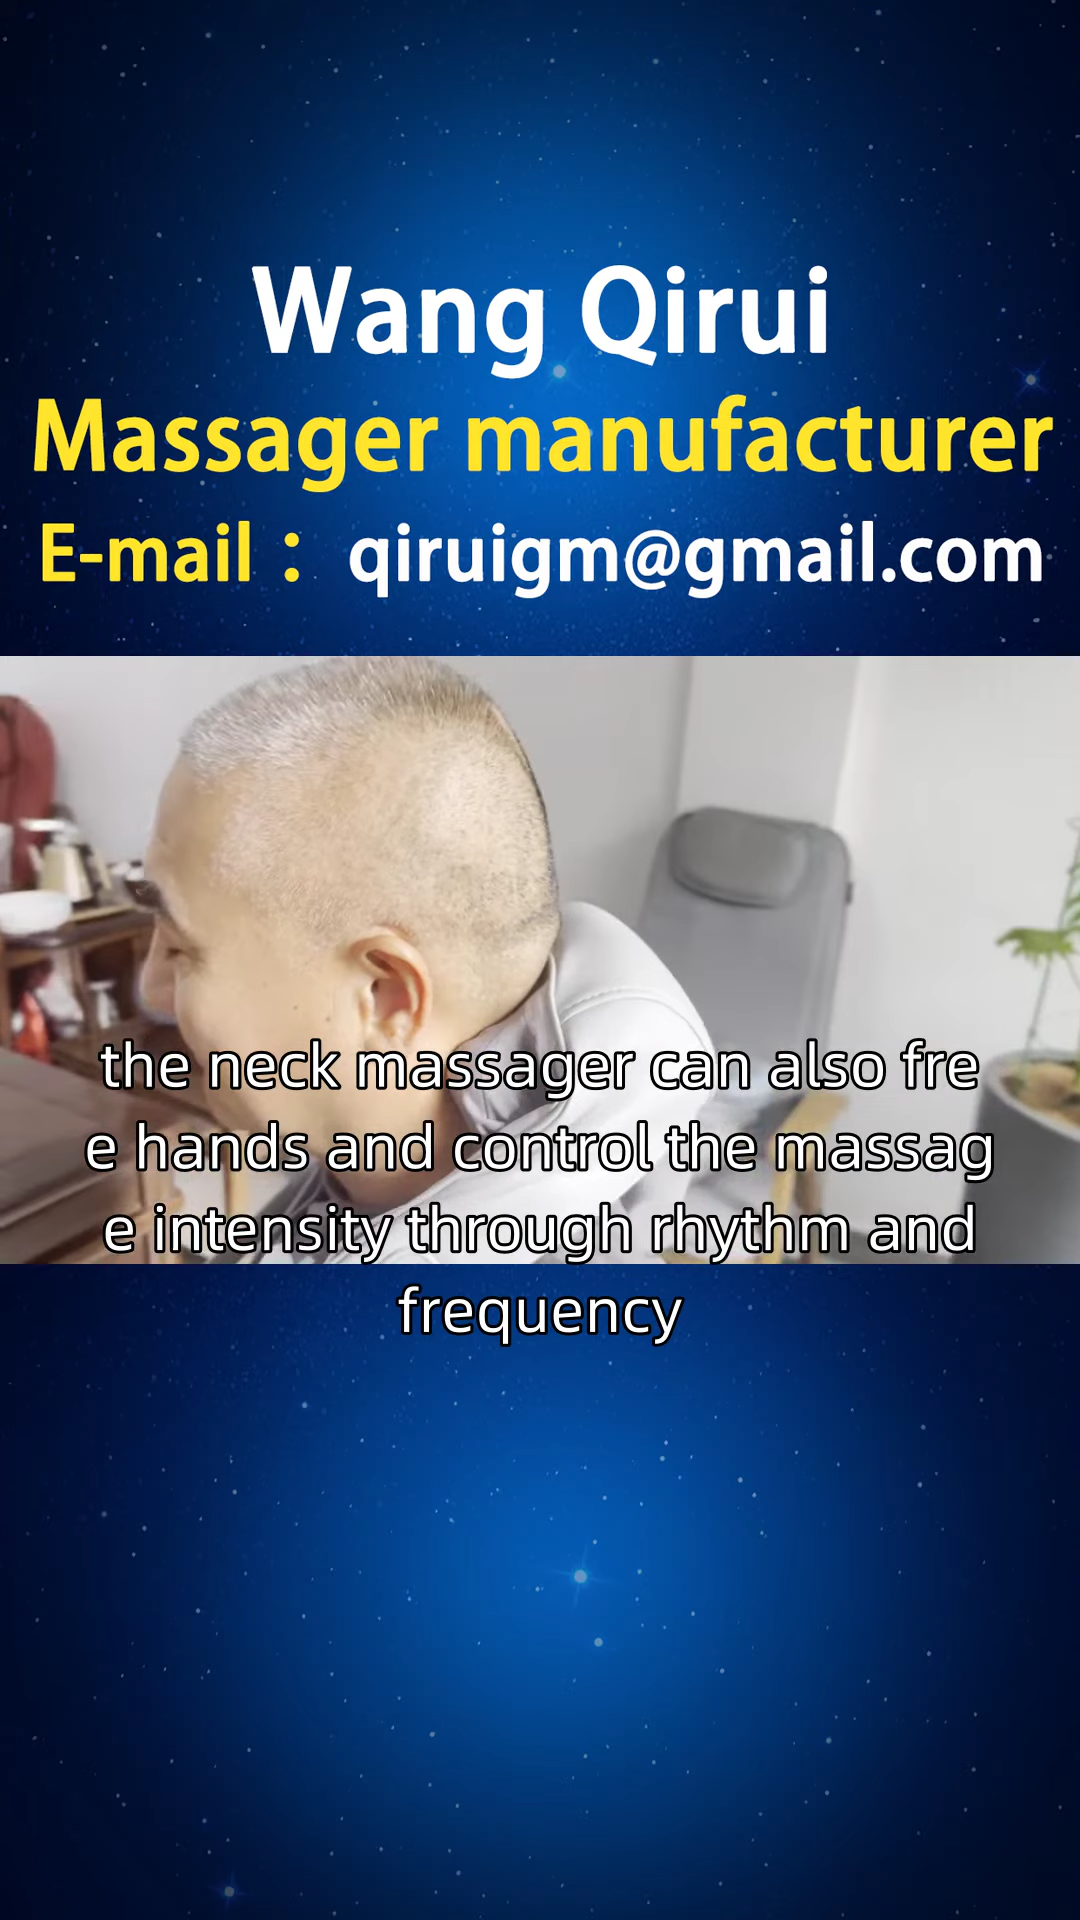 Wang Qirui
Massager manufacturer
E-mail： qiruigm@gmail.com
the neck massager can also fre
e hands and control the massag
e intensity through rhythm and
frequency